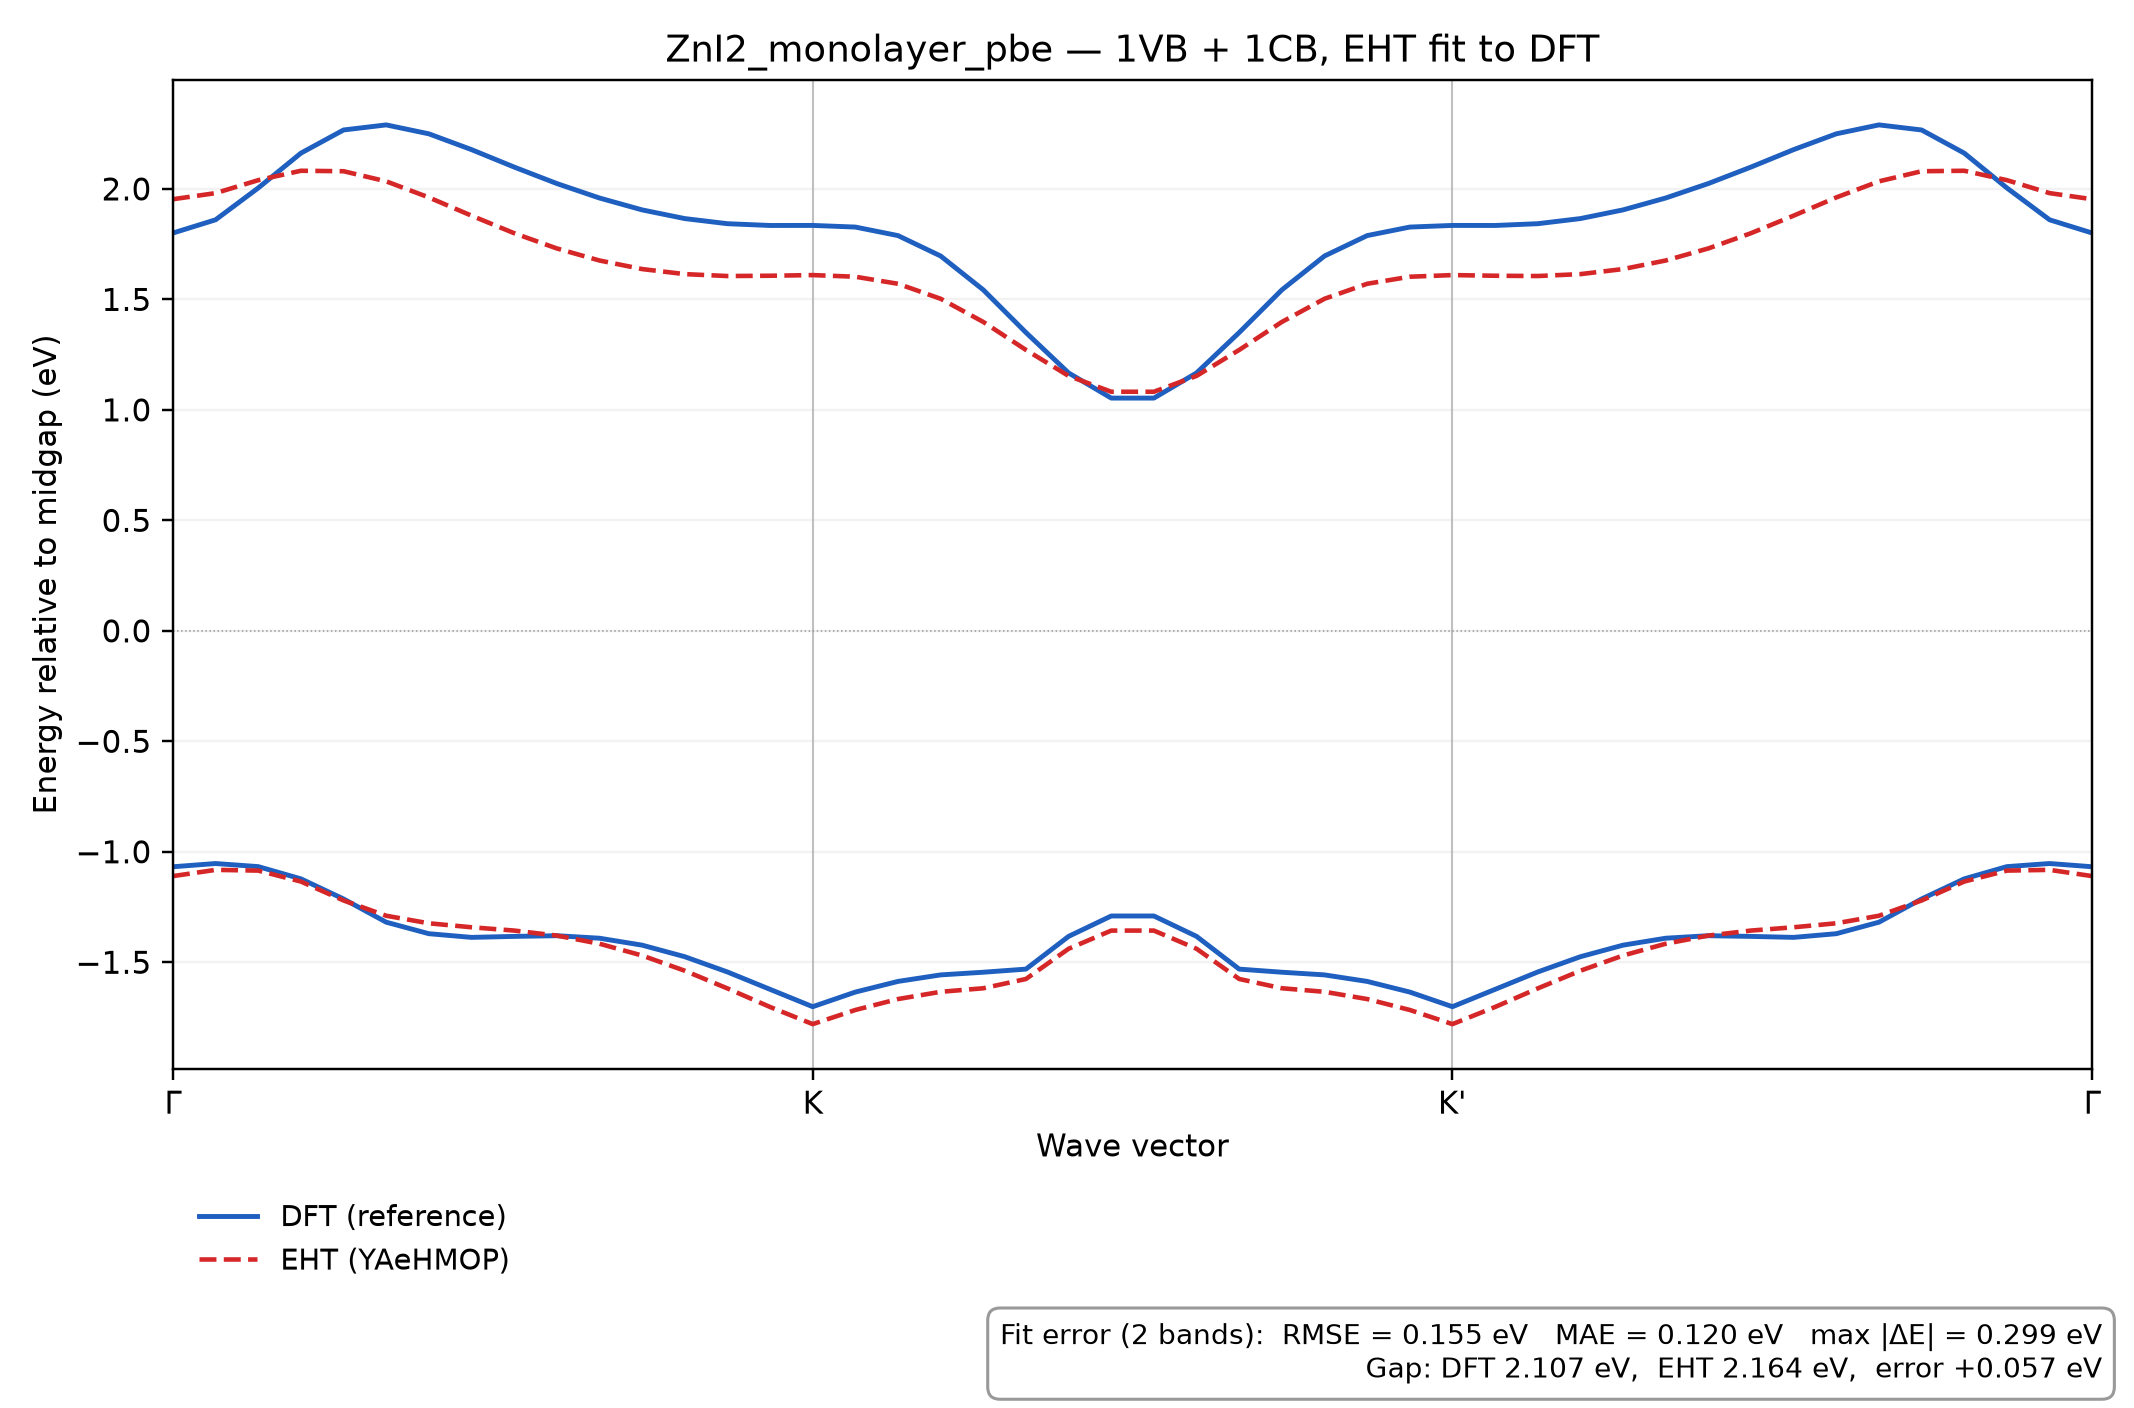 ZnI2_monolayer_pbe — 1VB + 1CB, EHT fit to DFT
Energy relative to midgap (eV)
2.0
1.5
1.0
0.5
0.0
−0.5
−1.0
−1.5
Γ K K' Γ
Wave vector
DFT (reference)
EHT (YAeHMOP)
Fit error (2 bands): RMSE = 0.155 eV MAE = 0.120 eV max |ΔE| = 0.299 eV
Gap: DFT 2.107 eV, EHT 2.164 eV, error +0.057 eV